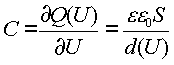 C = ∂Q(U)/∂U = εε₀S/d(U)